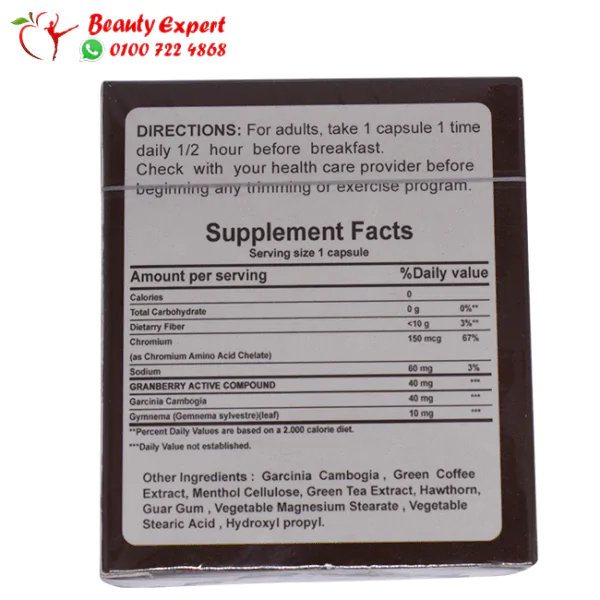 Beauty Expert
0100 722 4868
DIRECTIONS: For adults, take 1 capsule 1 time
daily 1/2 hour before breakfast.
Check with your health care provider before
beginning any trimming or exercise program.
Supplement Facts
Serving size 1 capsule
Amount per serving %Daily value
Calories 0
Total Carbohydrate 0 g 0%**
Dietarry Fiber <10 g 3%**
Chromium 150 mcg 67%
(as Chromium Amino Acid Chelate)
Sodium 60 mg 3%
GRANBERRY ACTIVE COMPOUND 40 mg ***
Garcinia Cambogia 40 mg ***
Gymnema (Gemnema sylvestre)(leaf) 10 mg ***
**Percent Daily Values are based on a 2.000 calorie diet.
***Daily Value not established.
Other Ingredients : Garcinia Cambogia , Green Coffee
Extract, Menthol Cellulose, Green Tea Extract, Hawthorn,
Guar Gum , Vegetable Magnesium Stearate , Vegetable
Stearic Acid , Hydroxyl propyl.